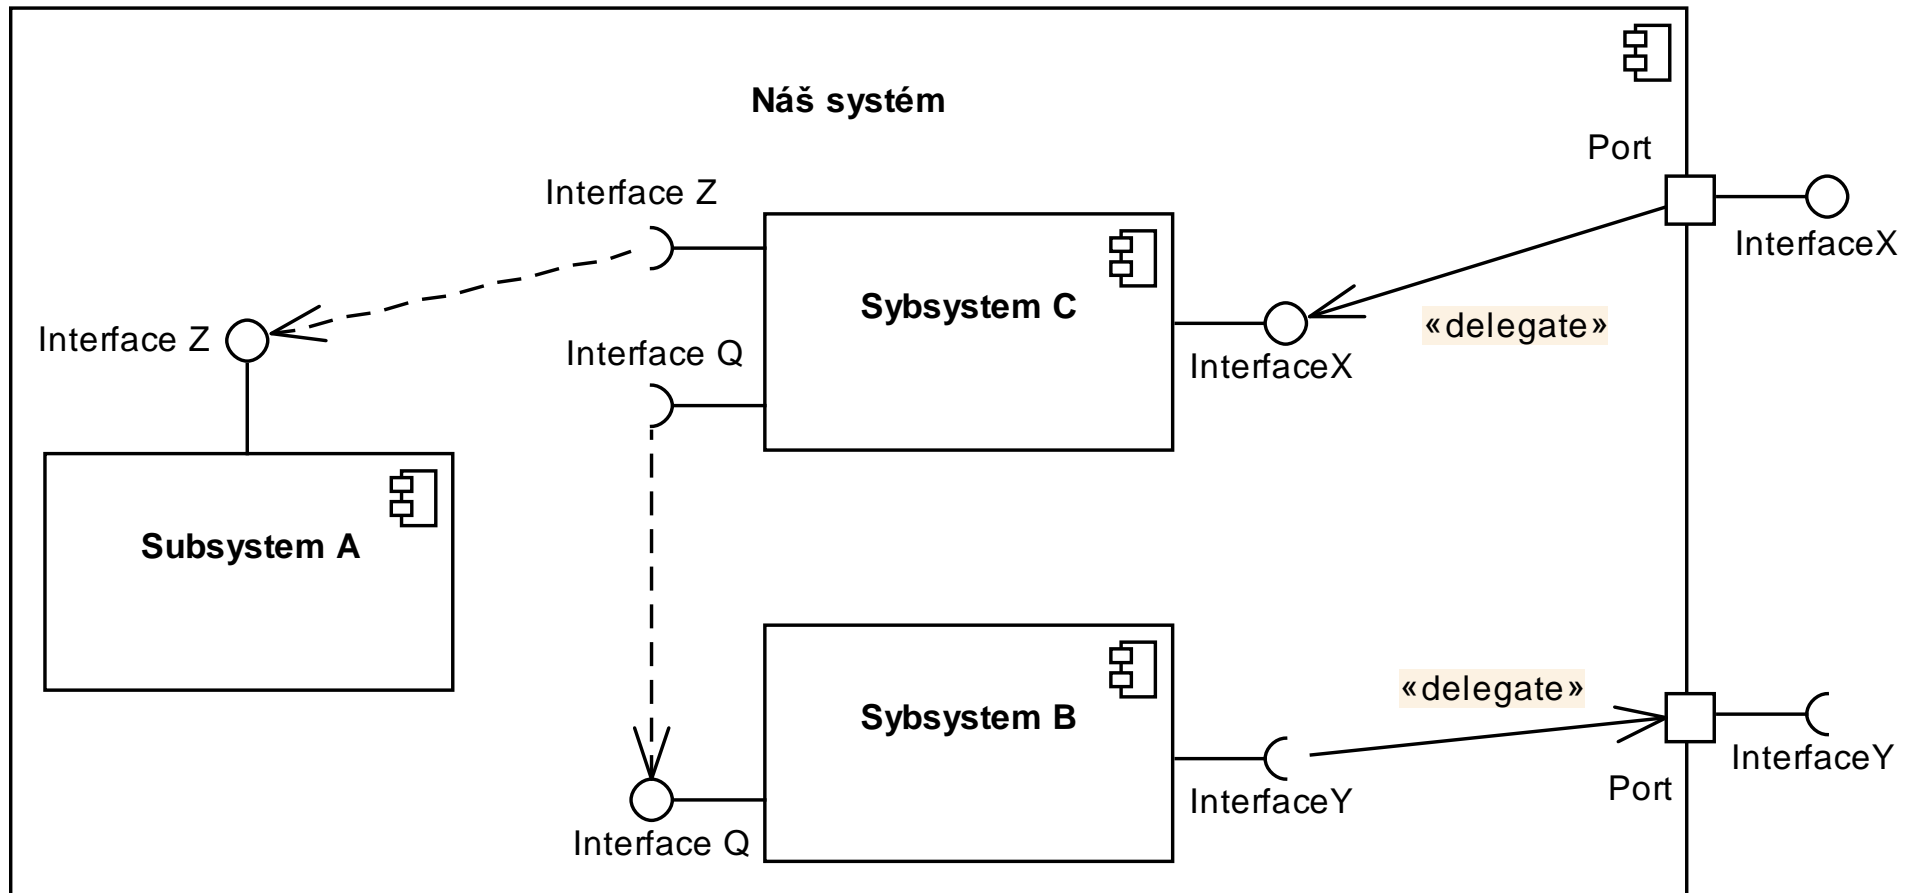 Náš systém
Port
Interface Z
InterfaceX
Sybsystem C
«delegate»
Interface Z
Interface Q
InterfaceX
Subsystem A
«delegate»
Sybsystem B
InterfaceY
Port
InterfaceY
Interface Q